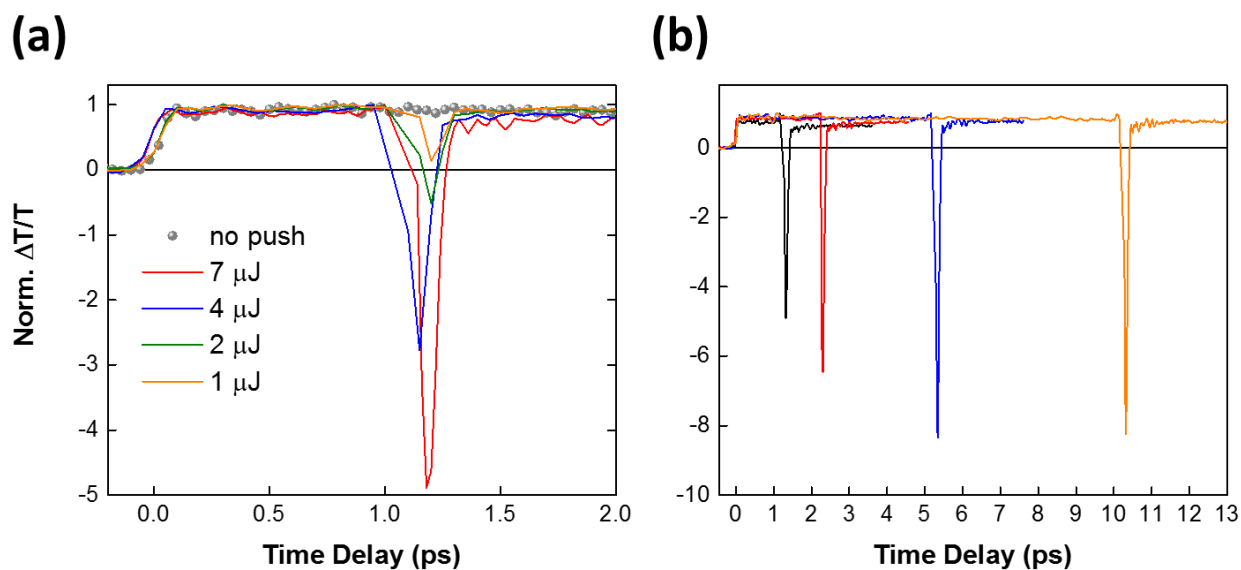 (a)
Norm. ΔT/T
1
0
-1
-2
-3
-4
-5
no push
7 μJ
4 μJ
2 μJ
1 μJ
0.0 0.5 1.0 1.5 2.0
Time Delay (ps)
(b)
0
-2
-4
-6
-8
-10
0 1 2 3 4 5 6 7 8 9 10 11 12 13
Time Delay (ps)